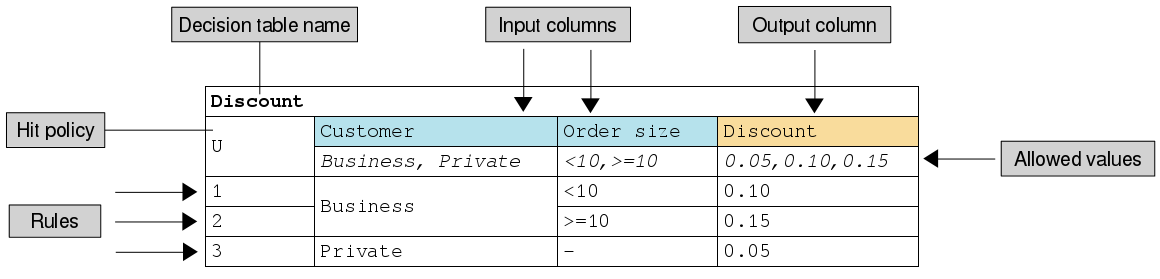 Decision table name
Input columns
Output column
Discount
Hit policy
U
Customer
Order size
Discount
Business, Private
<10,>=10
0.05,0.10,0.15
Allowed values
Rules
1
Business
<10
0.10
2
>=10
0.15
3
Private
-
0.05